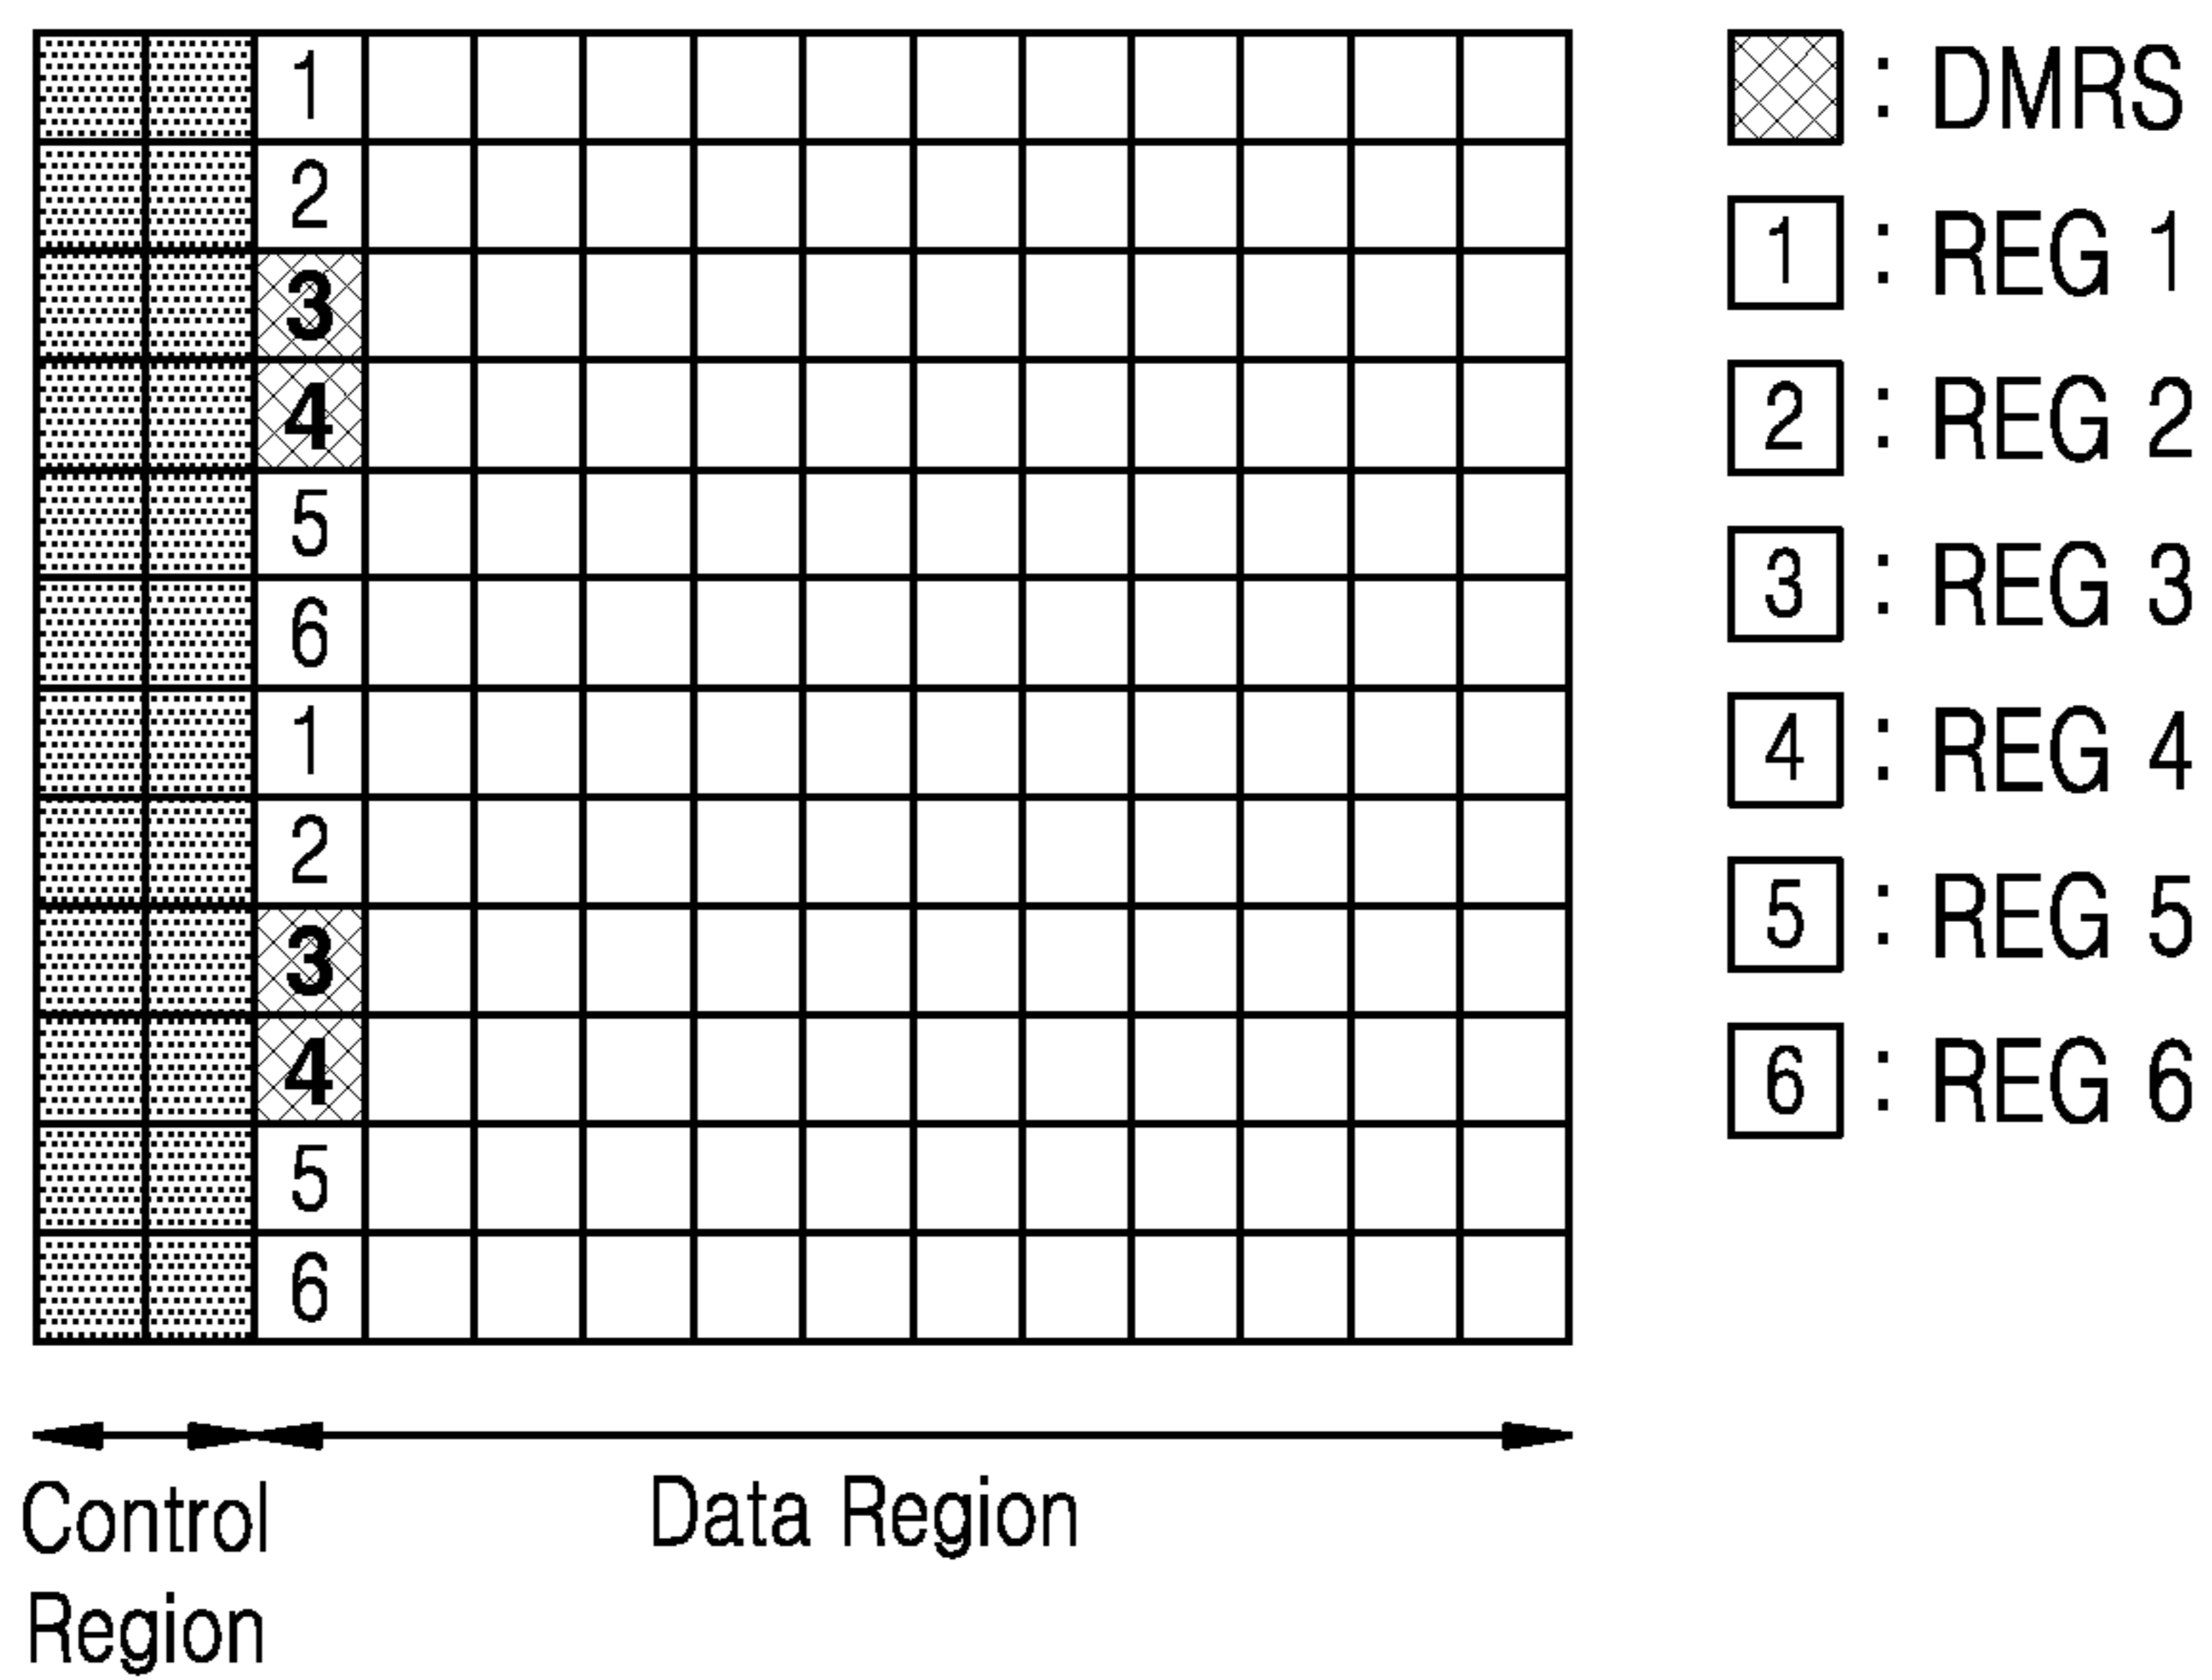 1
2
3
4
5
6
1
2
3
4
5
6
: DMRS
1 : REG 1
2 : REG 2
3 : REG 3
4 : REG 4
5 : REG 5
6 : REG 6
Control
Region
Data Region